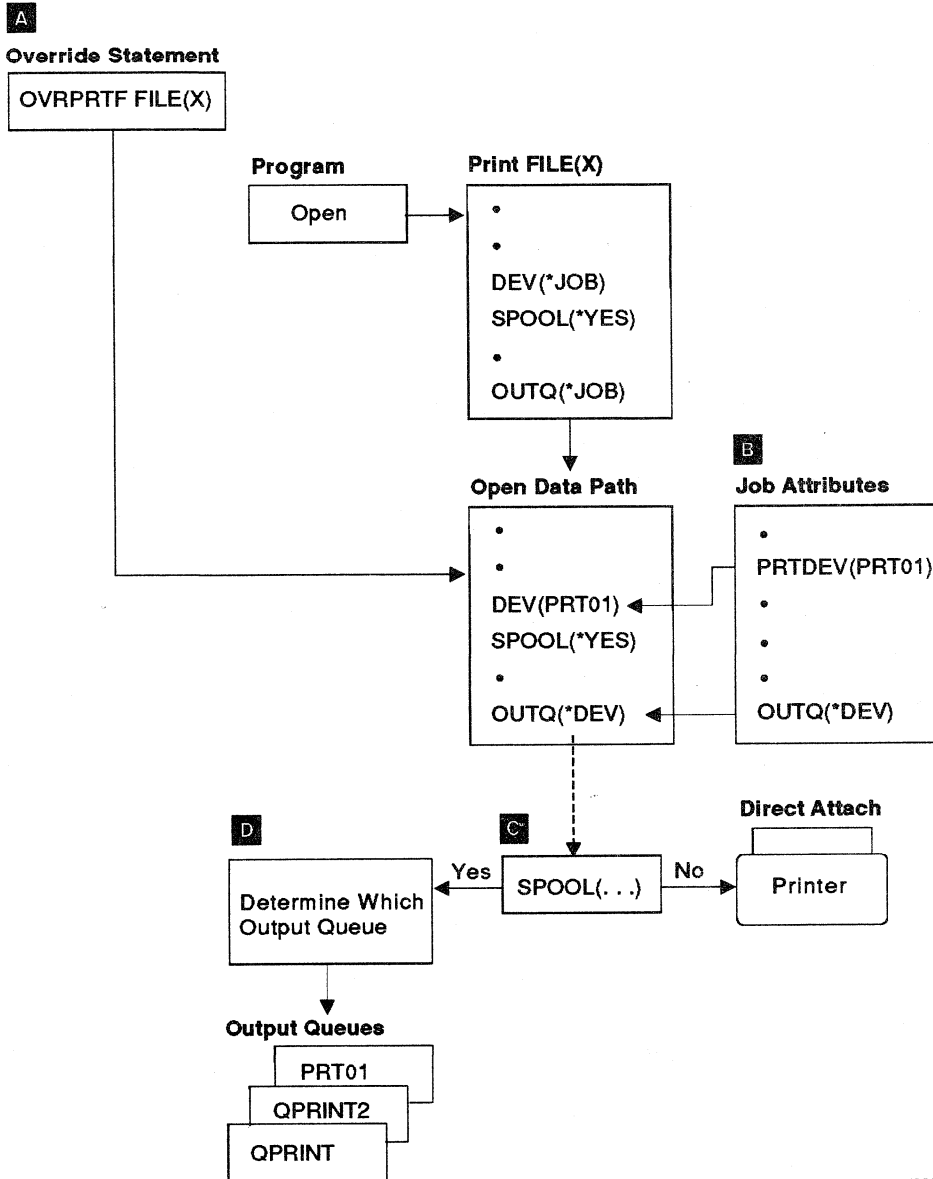 A
Override Statement
OVRPRTF FILE(X)
Program
Open
Print FILE(X)
•
•
DEV(*JOB)
SPOOL(*YES)
•
OUTQ(*JOB)
Open Data Path
•
•
DEV(PRT01)
SPOOL(*YES)
•
OUTQ(*DEV)
B
Job Attributes
•
PRTDEV(PRT01)
•
•
•
OUTQ(*DEV)
C
SPOOL(. . .)
Yes
No
Direct Attach
Printer
D
Determine Which
Output Queue
Output Queues
PRT01
QPRINT2
QPRINT